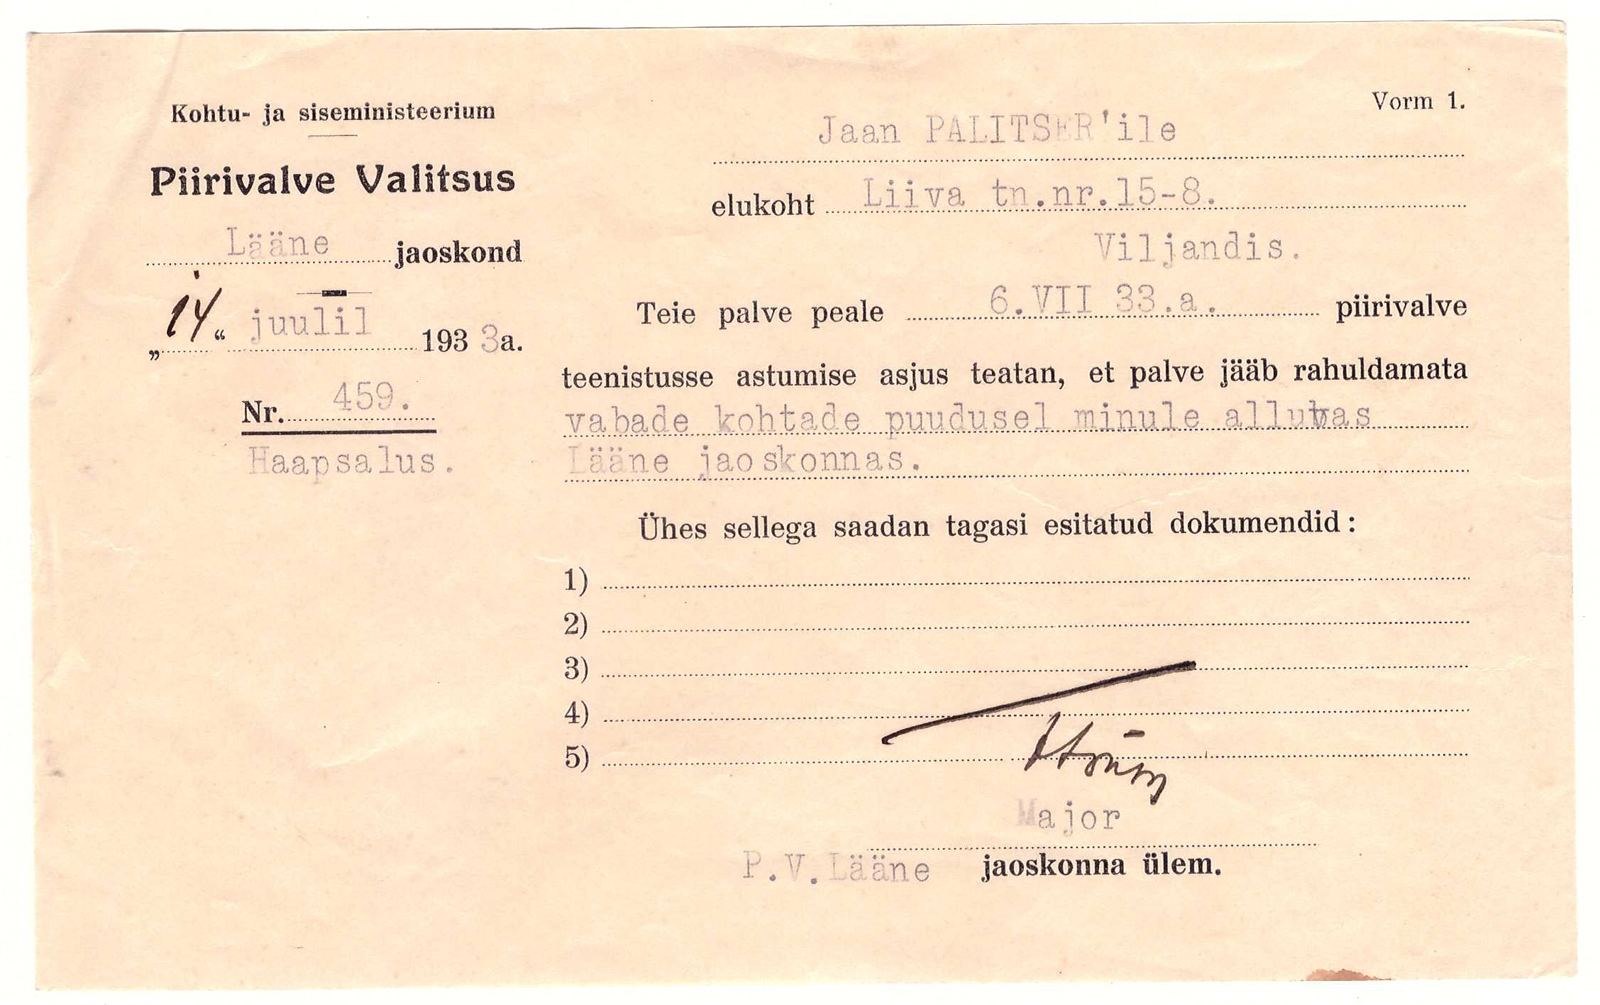 Kohtu- ja siseministeerium
Piirivalve Valitsus
Lääne jaoskond
„14“ juulil 1933a.
Nr. 459.
Haapsalus.
Vorm 1.
Jaan PALITSER'ile
elukoht Liiva tn.nr.15-8.
Viljandis.
Teie palve peale 6.VII 33.a. piirivalve
teenistusse astumise asjus teatan, et palve jääb rahuldamata
vabade kohtade puudusel minule alluvas
Lääne jaoskonnas.
Ühes sellega saadan tagasi esitatud dokumendid:
1)
2)
3)
4)
5)
Major
P.V.Lääne jaoskonna ülem.